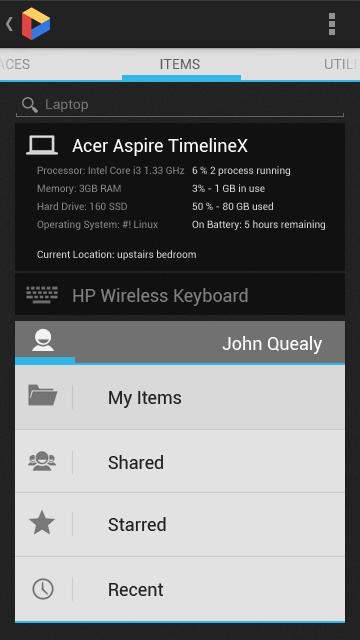 ACES ITEMS UTILI
Laptop
Acer Aspire TimelineX
Processor: Intel Core i3 1.33 GHz 6 % 2 process running
Memory: 3GB RAM 3% - 1 GB in use
Hard Drive: 160 SSD 50 % - 80 GB used
Operating System: #! Linux On Battery: 5 hours remaining
Current Location: upstairs bedroom
HP Wireless Keyboard
John Quealy
My Items
Shared
Starred
Recent